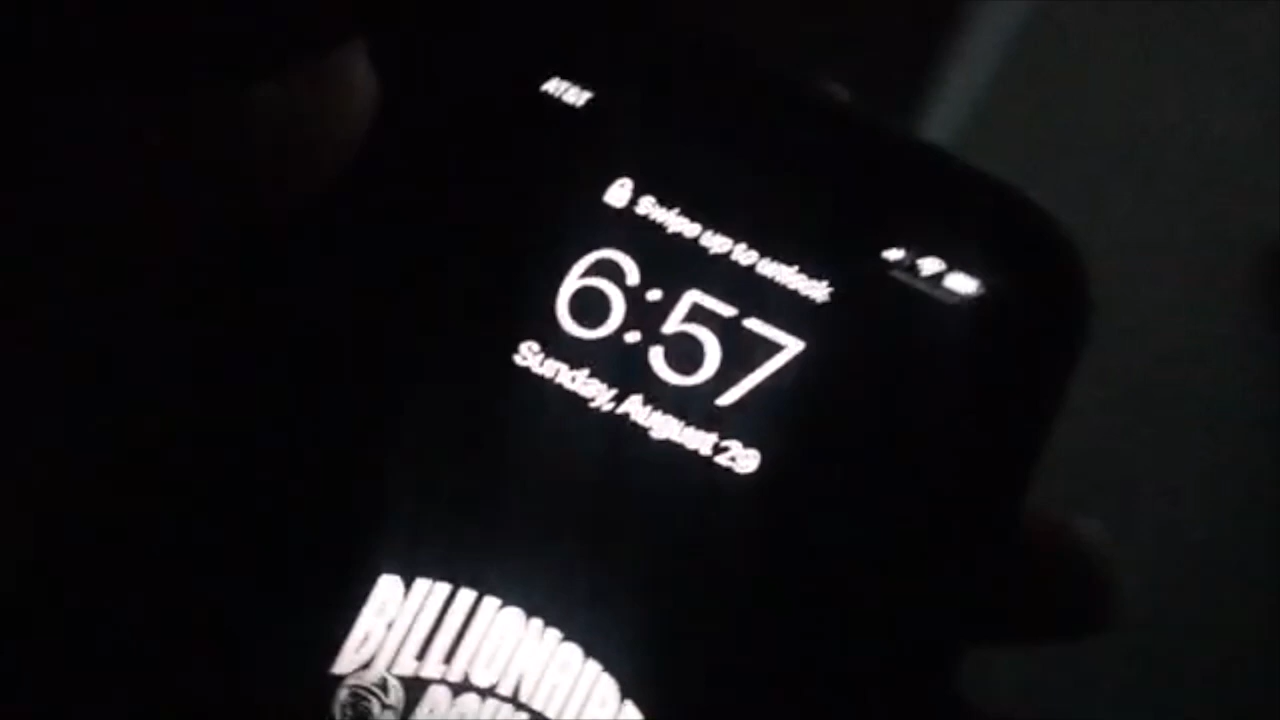 AT&T
Swipe up to unlock
6:57
Sunday, August 29
BILLIONAIRE